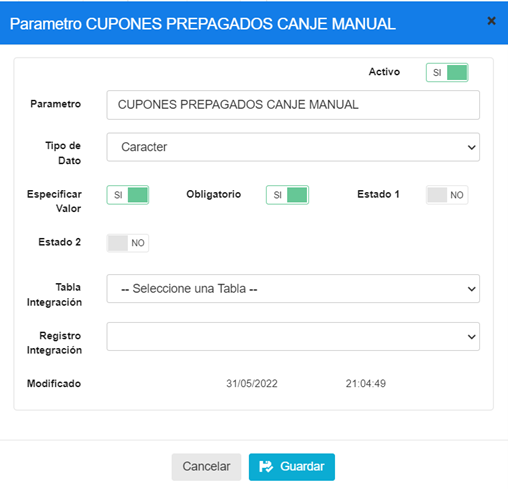 Parametro CUPONES PREPAGADOS CANJE MANUAL ×
Activo SI
Parametro CUPONES PREPAGADOS CANJE MANUAL
Tipo de
Dato
Caracter
Especificar
Valor
SI Obligatorio SI Estado 1 NO
Estado 2 NO
Tabla
Integración
-- Seleccione una Tabla --
Registro
Integración
Modificado 31/05/2022 21:04:49
Cancelar Guardar